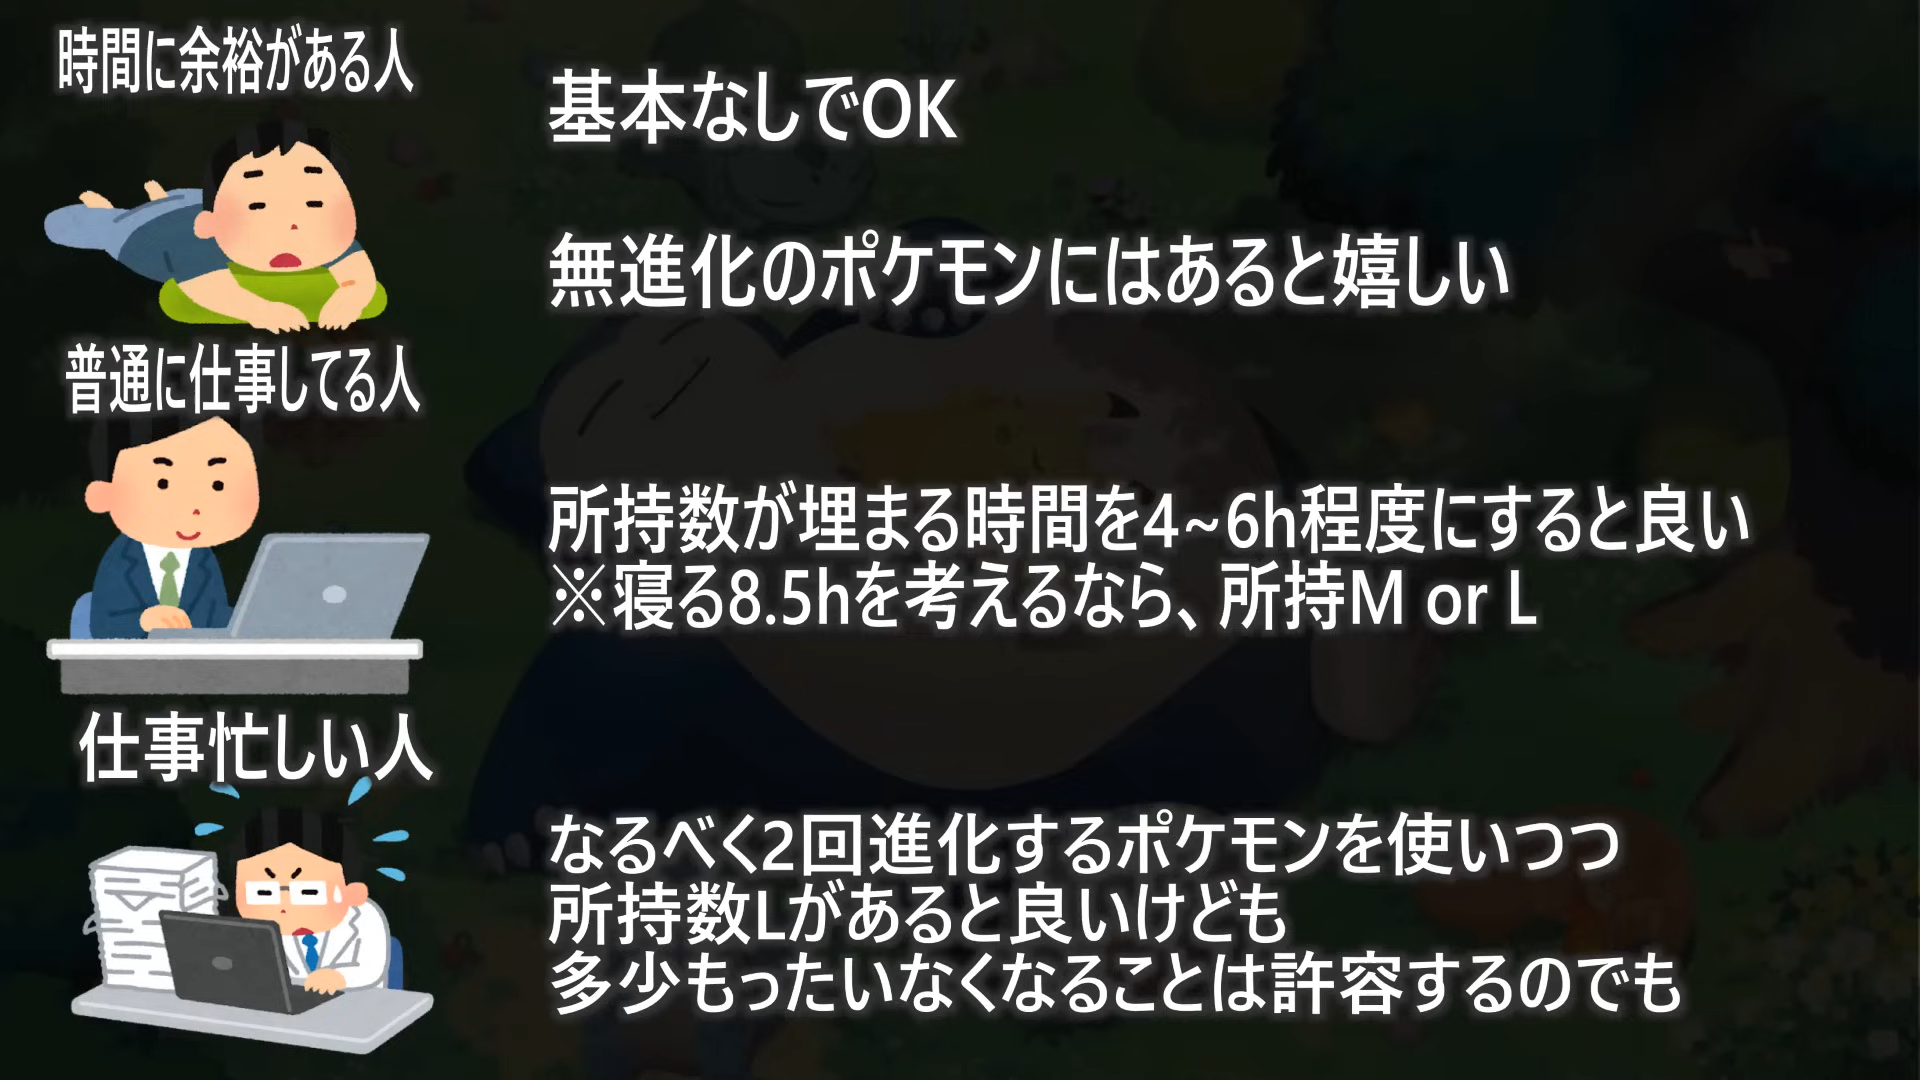 時間に余裕がある人
基本なしでOK
無進化のポケモンにはあると嬉しい
普通に仕事してる人
所持数が埋まる時間を4~6h程度にすると良い
※寝る8.5hを考えるなら、所持M or L
仕事忙しい人
なるべく2回進化するポケモンを使いつつ
所持数Lがあると良いけども
多少もったいなくなることは許容するのでも